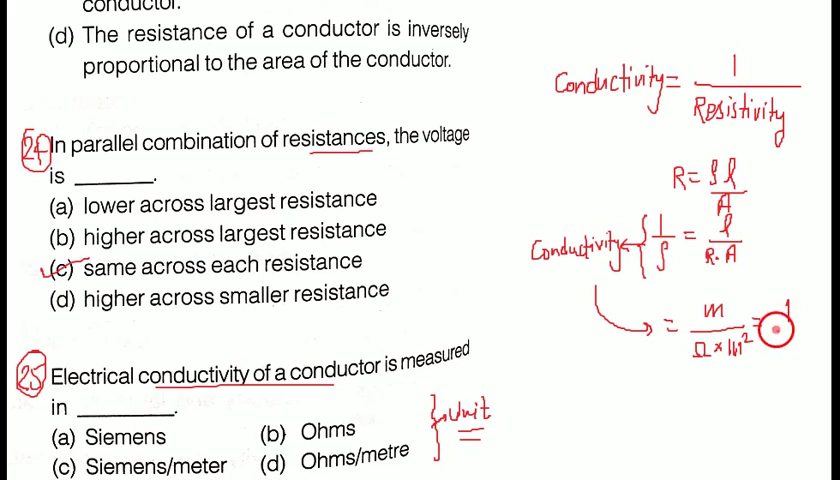 conductor.
(d) The resistance of a conductor is inversely
proportional to the area of the conductor.
24 In parallel combination of resistances, the voltage
is ________.
(a) lower across largest resistance
(b) higher across largest resistance
(c) same across each resistance
(d) higher across smaller resistance
25 Electrical conductivity of a conductor is measured
in ________.
(a) Siemens (b) Ohms
(c) Siemens/meter (d) Ohms/metre
Unit
Conductivity = 1 / Resistivity
R = ρl / A
Conductivity ← { 1/ρ = l / R·A
= m / Ω × m² = 1